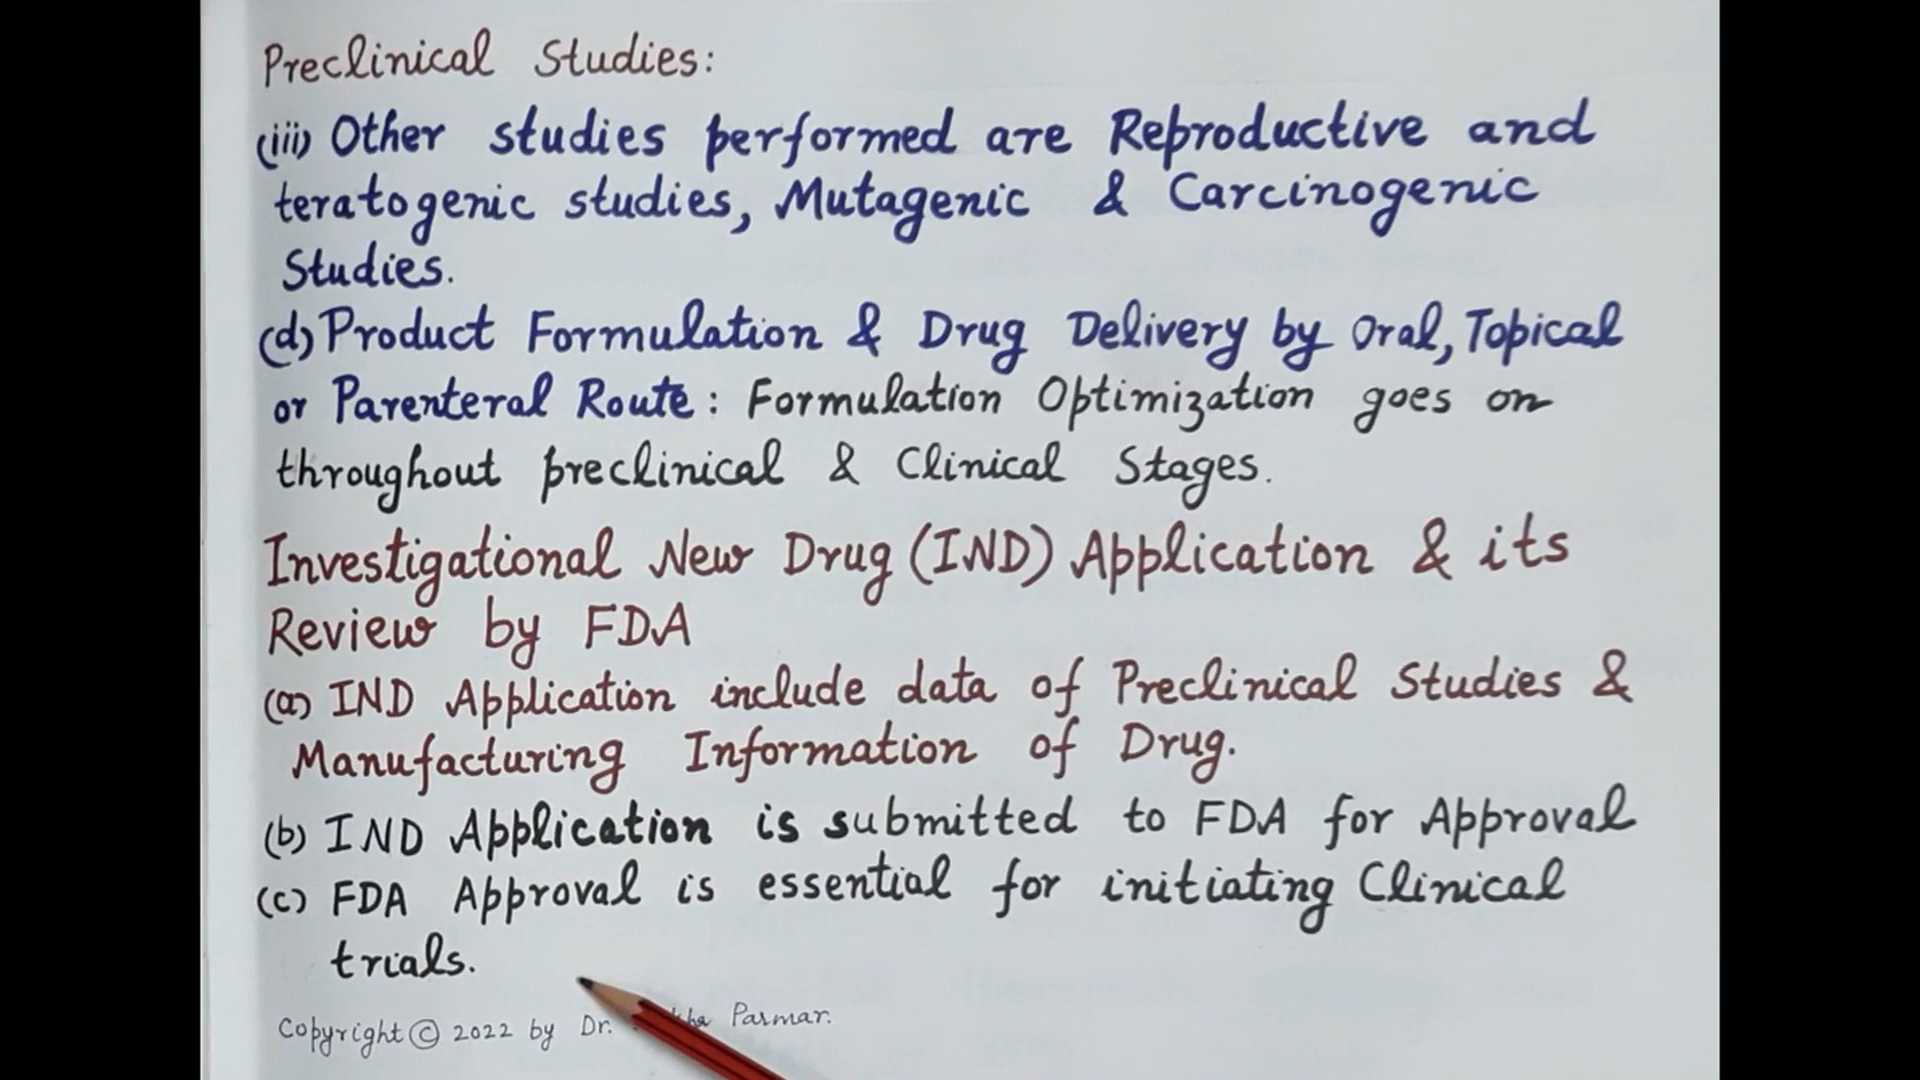 Preclinical Studies:
(iii) Other studies performed are Reproductive and
teratogenic studies, Mutagenic & Carcinogenic
Studies.
(d) Product Formulation & Drug Delivery by Oral, Topical
or Parenteral Route: Formulation Optimization goes on
throughout preclinical & Clinical Stages.
Investigational New Drug (IND) Application & its
Review by FDA
(a) IND Application include data of Preclinical Studies &
Manufacturing Information of Drug.
(b) IND Application is submitted to FDA for Approval
(c) FDA Approval is essential for initiating Clinical
trials.
Copyright © 2022 by Dr. Parmar.